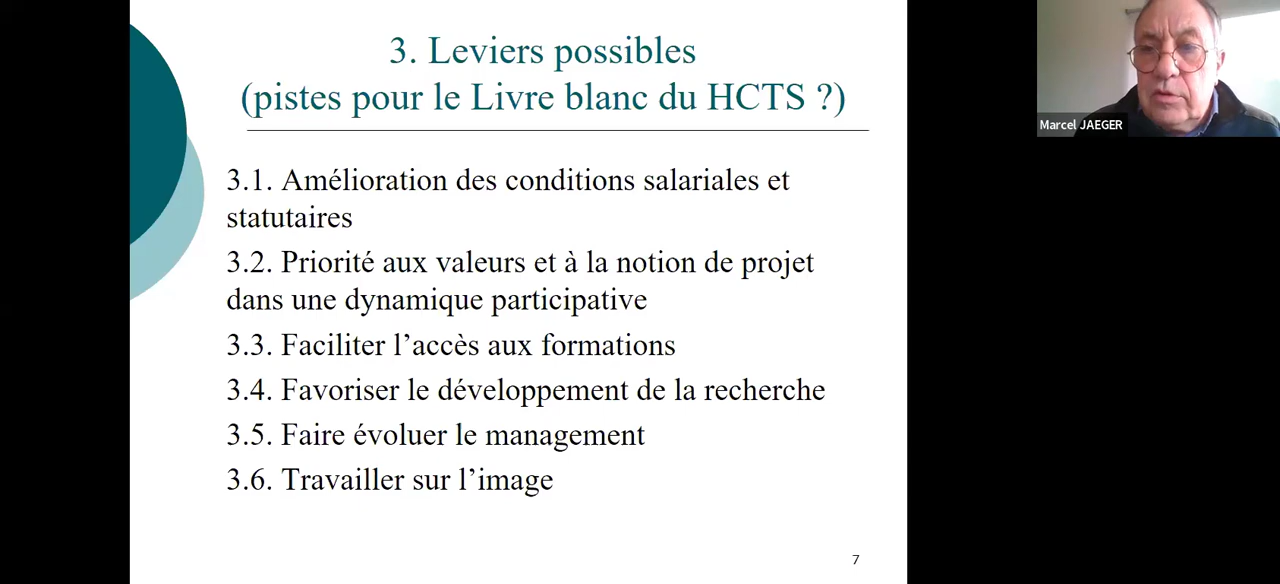 3. Leviers possibles
(pistes pour le Livre blanc du HCTS ?)
3.1. Amélioration des conditions salariales et
statutaires
3.2. Priorité aux valeurs et à la notion de projet
dans une dynamique participative
3.3. Faciliter l’accès aux formations
3.4. Favoriser le développement de la recherche
3.5. Faire évoluer le management
3.6. Travailler sur l’image
7
Marcel JAEGER